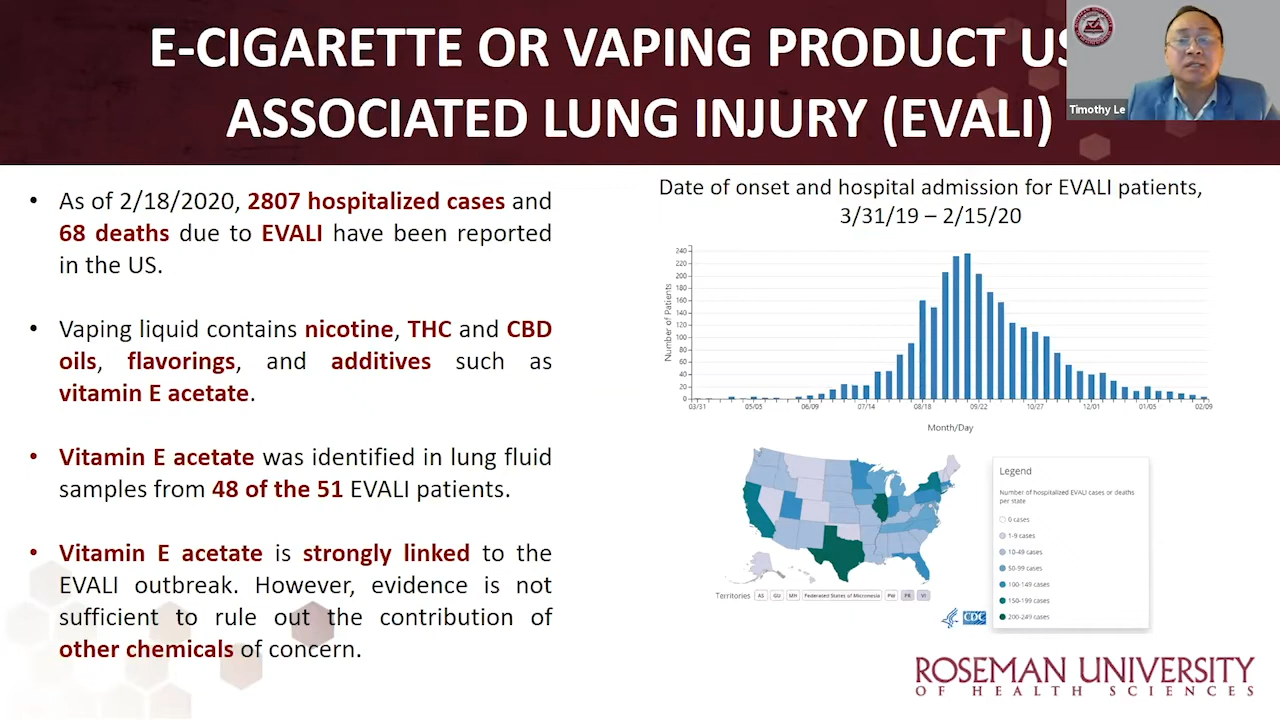 E-CIGARETTE OR VAPING PRODUCT US
ASSOCIATED LUNG INJURY (EVALI)
Timothy Le
• As of 2/18/2020, 2807 hospitalized cases and
68 deaths due to EVALI have been reported
in the US.
• Vaping liquid contains nicotine, THC and CBD
oils, flavorings, and additives such as
vitamin E acetate.
• Vitamin E acetate was identified in lung fluid
samples from 48 of the 51 EVALI patients.
• Vitamin E acetate is strongly linked to the
EVALI outbreak. However, evidence is not
sufficient to rule out the contribution of
other chemicals of concern.
Date of onset and hospital admission for EVALI patients,
3/31/19 – 2/15/20
Number of Patients
240
220
200
180
160
140
120
100
80
60
40
20
0
03/31 05/05 06/09 07/14 08/18 09/22 10/27 12/01 01/05 02/09
Month/Day
Legend
Number of hospitalized EVALI cases or deaths
per state
0 cases
1-9 cases
10-49 cases
50-99 cases
100-149 cases
150-199 cases
200-249 cases
Territories AS GU MH Federated States of Micronesia PW PR VI
CDC
ROSEMAN UNIVERSITY
OF HEALTH SCIENCES